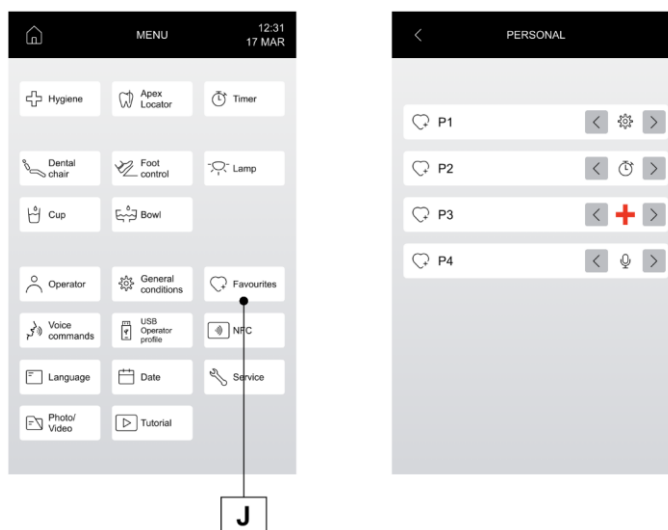 MENU
12:31
17 MAR
Hygiene
Apex
Locator
Timer
Dental
chair
Foot
control
Lamp
Cup
Bowl
Operator
General
conditions
Favourites
Voice
commands
USB
Operator
profile
NFC
Language
Date
Service
Photo/
Video
Tutorial
J
PERSONAL
P1
P2
P3
P4